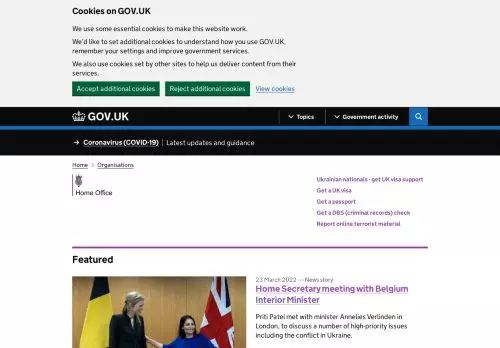 Cookies on GOV.UK
We use some essential cookies to make this website work.
We'd like to set additional cookies to understand how you use GOV.UK,
remember your settings and improve government services.
We also use cookies set by other sites to help us deliver content from their
services.
Accept additional cookies Reject additional cookies View cookies
GOV.UK Topics Government activity
→ Coronavirus (COVID-19) Latest updates and guidance
Home > Organisations
Home Office
Ukrainian nationals - get UK visa support
Get a UK visa
Get a passport
Get a DBS (criminal records) check
Report online terrorist material
Featured
23 March 2022 — News story
Home Secretary meeting with Belgium
Interior Minister
Priti Patel met with minister Annelies Verlinden in
London, to discuss a number of high-priority issues
including the conflict in Ukraine.